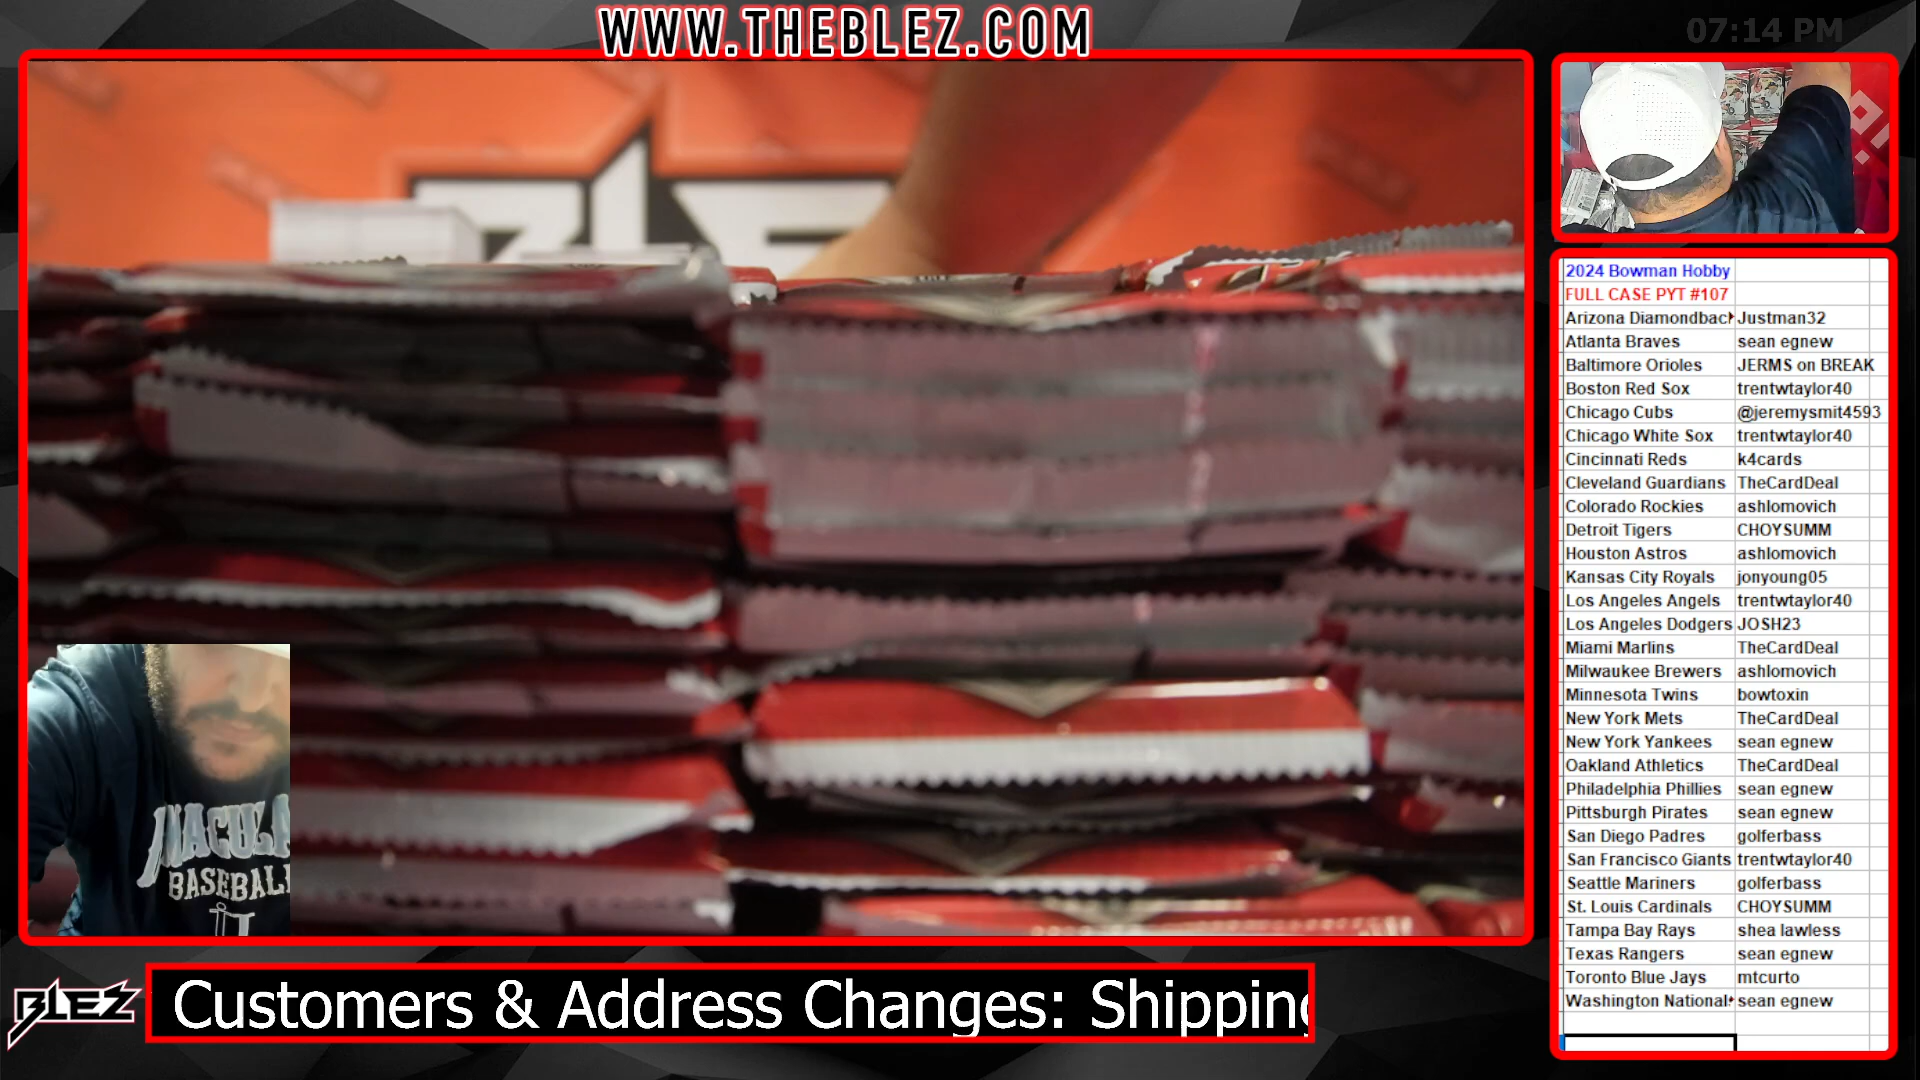 WWW.THEBLEZ.COM
07:14 PM
2024 Bowman Hobby
FULL CASE PYT #107
Arizona Diamondbac Justman32
Atlanta Braves sean egnew
Baltimore Orioles JERMS on BREAK
Boston Red Sox trentwtaylor40
Chicago Cubs @jeremysmit4593
Chicago White Sox trentwtaylor40
Cincinnati Reds k4cards
Cleveland Guardians TheCardDeal
Colorado Rockies ashlomovich
Detroit Tigers CHOYSUMM
Houston Astros ashlomovich
Kansas City Royals jonyoung05
Los Angeles Angels trentwtaylor40
Los Angeles Dodgers JOSH23
Miami Marlins TheCardDeal
Milwaukee Brewers ashlomovich
Minnesota Twins bowtoxin
New York Mets TheCardDeal
New York Yankees sean egnew
Oakland Athletics TheCardDeal
Philadelphia Phillies sean egnew
Pittsburgh Pirates sean egnew
San Diego Padres golferbass
San Francisco Giants trentwtaylor40
Seattle Mariners golferbass
St. Louis Cardinals CHOYSUMM
Tampa Bay Rays shea lawless
Texas Rangers sean egnew
Toronto Blue Jays mtcurto
Washington National sean egnew
MACULA
BASEBALL
BLEZ
Customers & Address Changes: Shipping